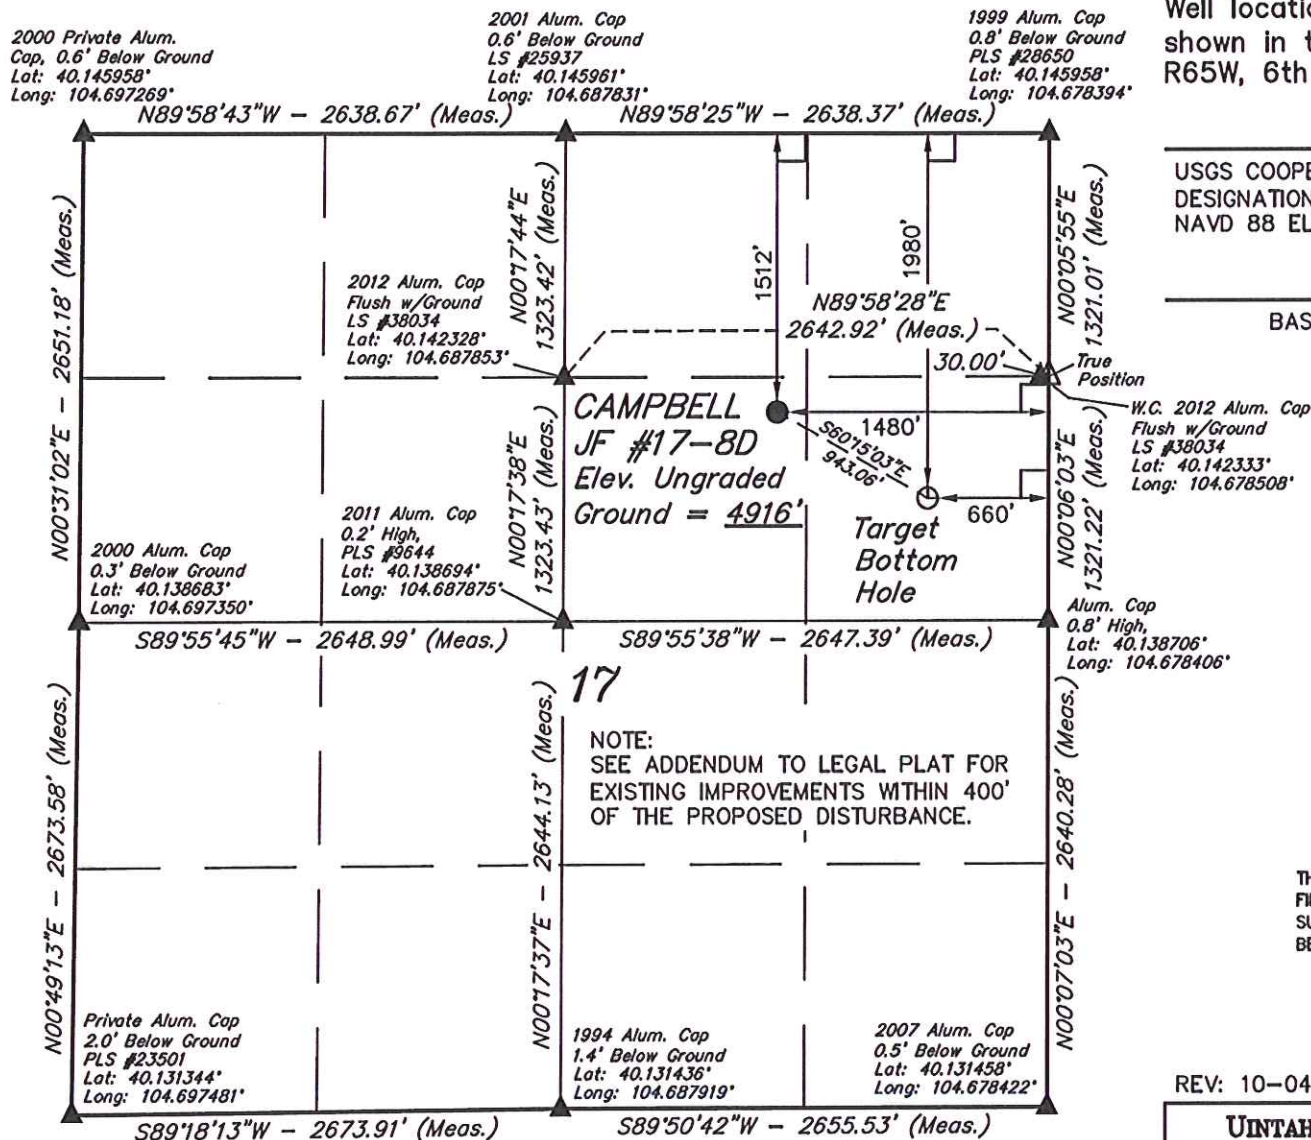 2000 Private Alum.
Cap, 0.6' Below Ground
Lat: 40.145958°
Long: 104.697269°
2001 Alum. Cap
0.6' Below Ground
LS #25937
Lat: 40.145961°
Long: 104.687831°
1999 Alum. Cap
0.8' Below Ground
PLS #28650
Lat: 40.145958°
Long: 104.678394°
Well locatio
shown in t
R65W, 6th
N89°58'43"W – 2638.67' (Meas.)
N89°58'25"W – 2638.37' (Meas.)
USGS COOPE
DESIGNATION
NAVD 88 EL
BAS
N00°31'02"E – 2651.18' (Meas.)
N00°17'44"E
1323.42' (Meas.)
1512'
1980'
N00°05'55"E
1321.01' (Meas.)
2012 Alum. Cap
Flush w/Ground
LS #38034
Lat: 40.142328°
Long: 104.687853°
N89°58'28"E
2642.92' (Meas.)
30.00'
True
Position
W.C. 2012 Alum. Cap
Flush w/Ground
LS #38034
Lat: 40.142333°
Long: 104.678508°
CAMPBELL
JF #17–8D
Elev. Ungraded
Ground = 4916'
1480'
S60°15'03"E
943.06'
660'
Target
Bottom
Hole
N00°17'38"E
1323.43' (Meas.)
N00°06'03"E
1321.22' (Meas.)
2000 Alum. Cap
0.3' Below Ground
Lat: 40.138683°
Long: 104.697350°
2011 Alum. Cap
0.2' High,
PLS #9644
Lat: 40.138694°
Long: 104.687875°
Alum. Cap
0.8' High,
Lat: 40.138706°
Long: 104.678406°
S89°55'45"W – 2648.99' (Meas.)
S89°55'38"W – 2647.39' (Meas.)
17
NOTE:
SEE ADDENDUM TO LEGAL PLAT FOR
EXISTING IMPROVEMENTS WITHIN 400'
OF THE PROPOSED DISTURBANCE.
N00°49'13"E – 2673.58' (Meas.)
N00°17'37"E – 2644.13' (Meas.)
N00°07'03"E – 2640.28' (Meas.)
TH
FI
SU
BE
Private Alum. Cap
2.0' Below Ground
PLS #23501
Lat: 40.131344°
Long: 104.697481°
1994 Alum. Cap
1.4' Below Ground
Lat: 40.131436°
Long: 104.687919°
2007 Alum. Cap
0.5' Below Ground
Lat: 40.131458°
Long: 104.678422°
S89°18'13"W – 2673.91' (Meas.)
S89°50'42"W – 2655.53' (Meas.)
REV: 10–04
UINTAH